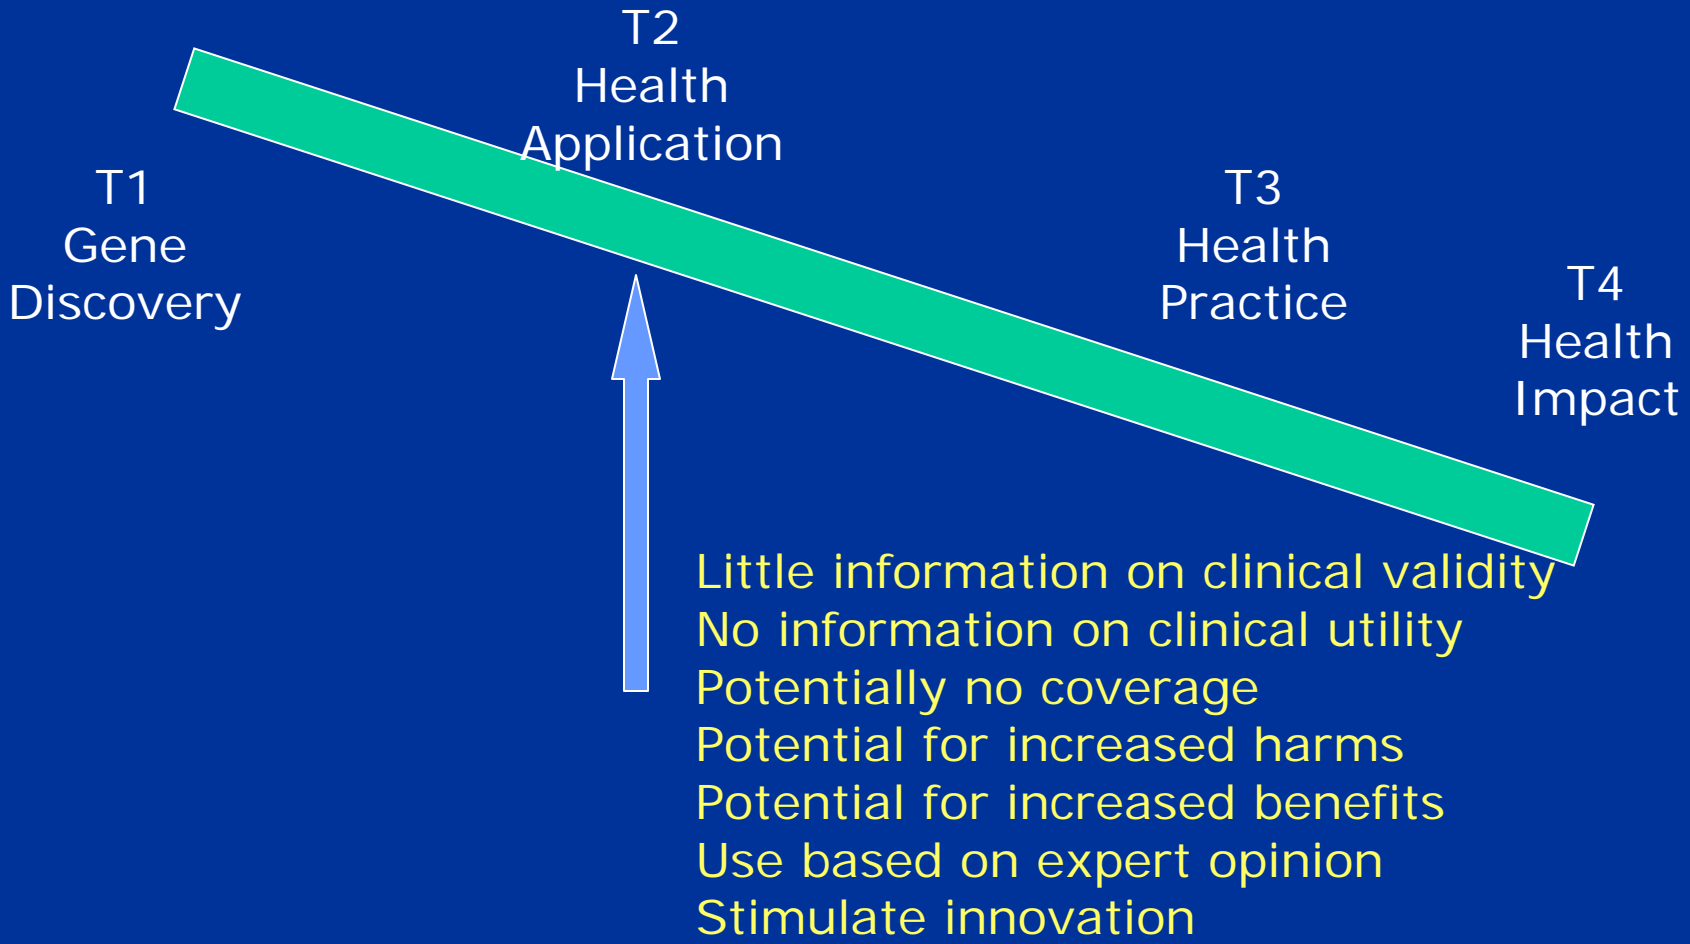 T2
Health
Application
T1
Gene
Discovery
T3
Health
Practice
T4
Health
Impact
Little information on clinical validity
No information on clinical utility
Potentially no coverage
Potential for increased harms
Potential for increased benefits
Use based on expert opinion
Stimulate innovation